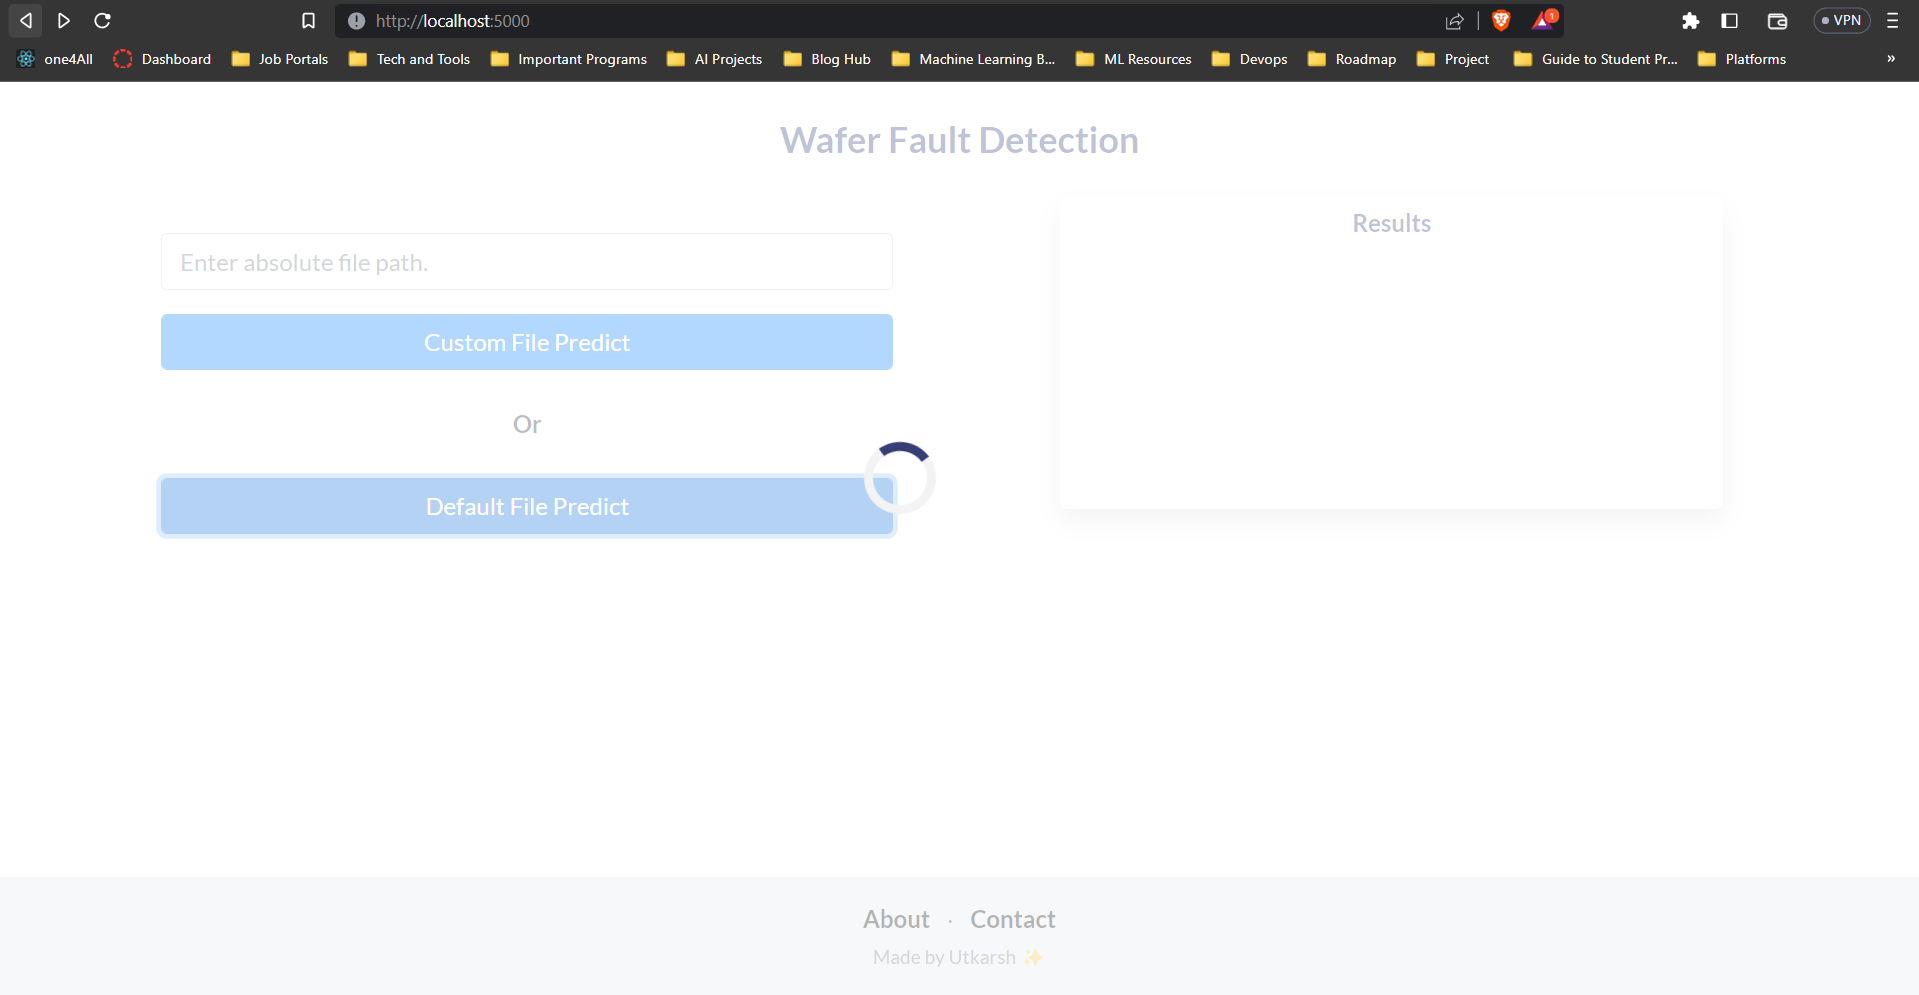 http://localhost:5000
1
VPN
one4All
Dashboard
Job Portals
Tech and Tools
Important Programs
AI Projects
Blog Hub
Machine Learning B...
ML Resources
Devops
Roadmap
Project
Guide to Student Pr...
Platforms
»
Wafer Fault Detection
Enter absolute file path.
Custom File Predict
Or
Default File Predict
Results
About · Contact
Made by Utkarsh ✨